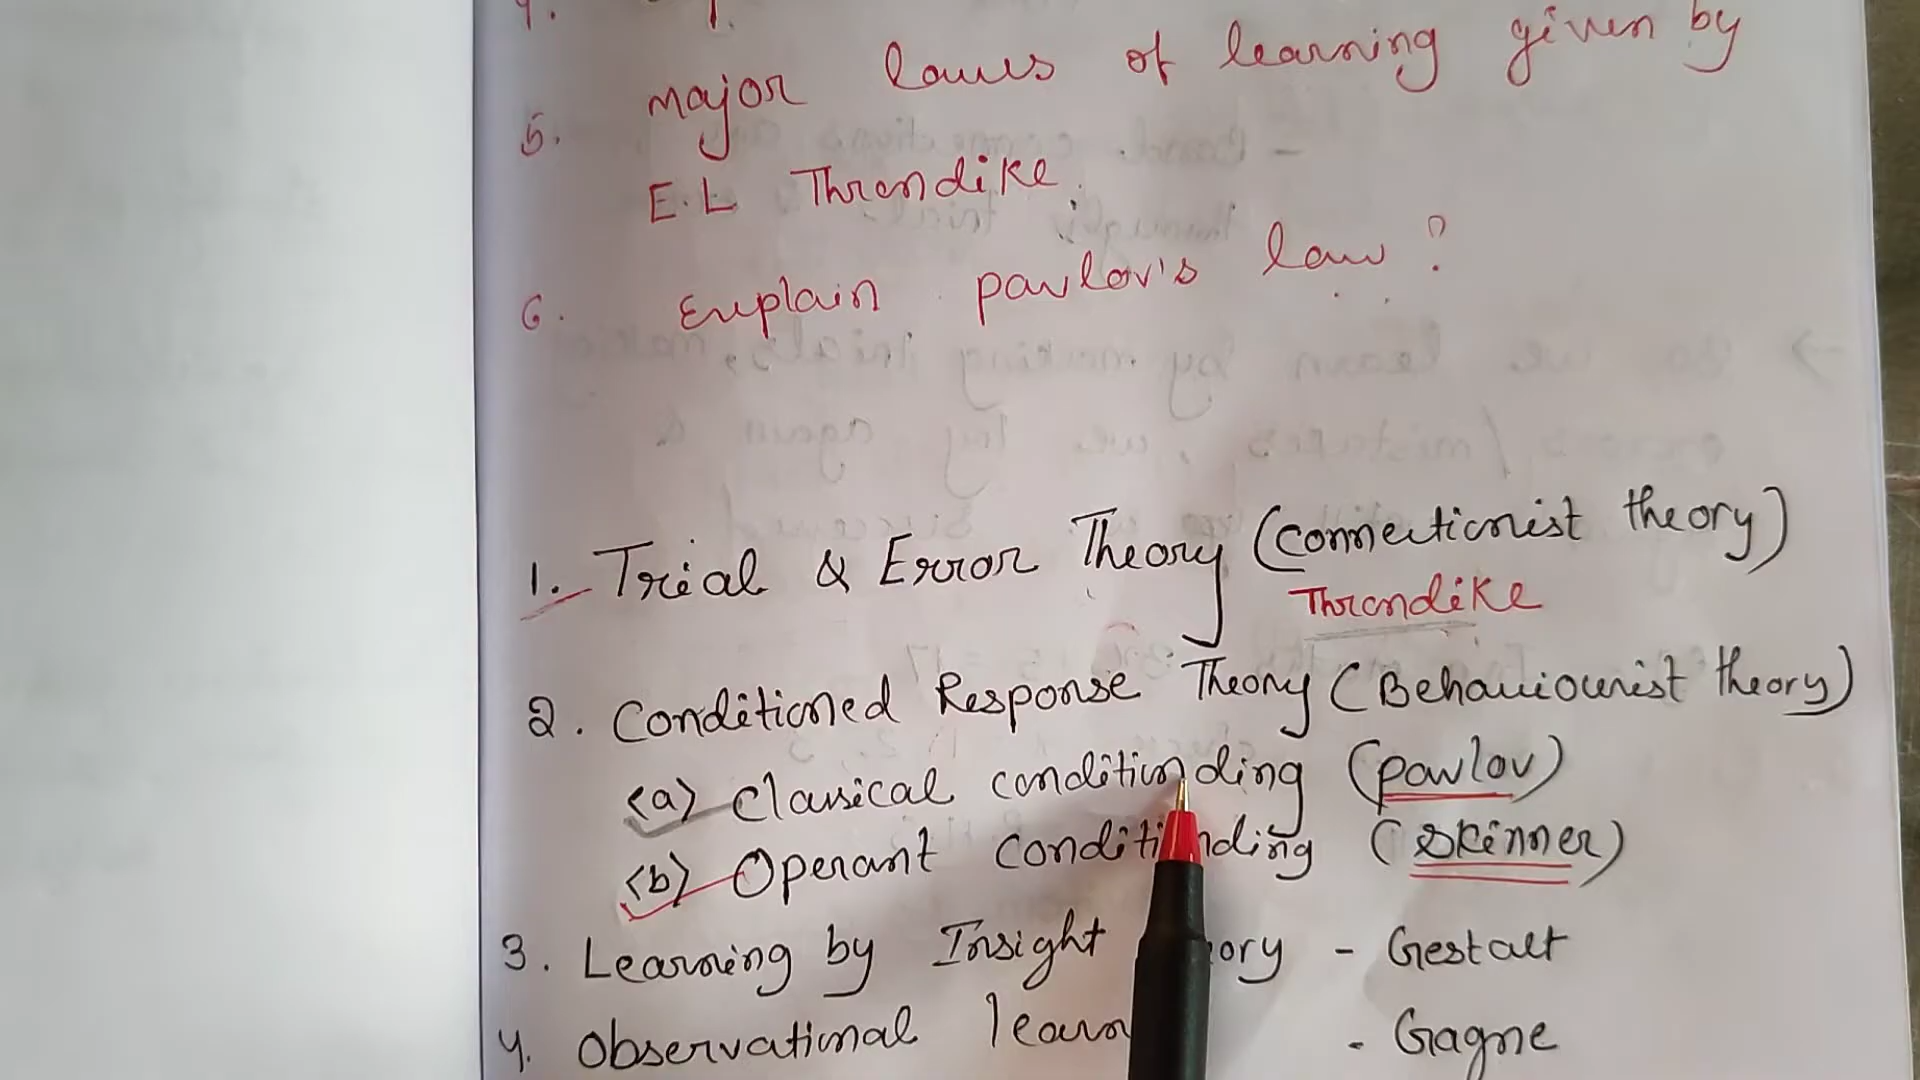 major laws of learning given by
5.
E.L Throndike.
6. Explain pavlov's law ?
1. Trial & Error Theory (Connectionist theory)
Throndike
2. Conditioned Response Theory (Behaviourist theory)
(a) Classical conditionding (pavlov)
(b) Operant conditionding (Skinner)
3. Learning by Insight - Gestalt
4. Observational - Gagne